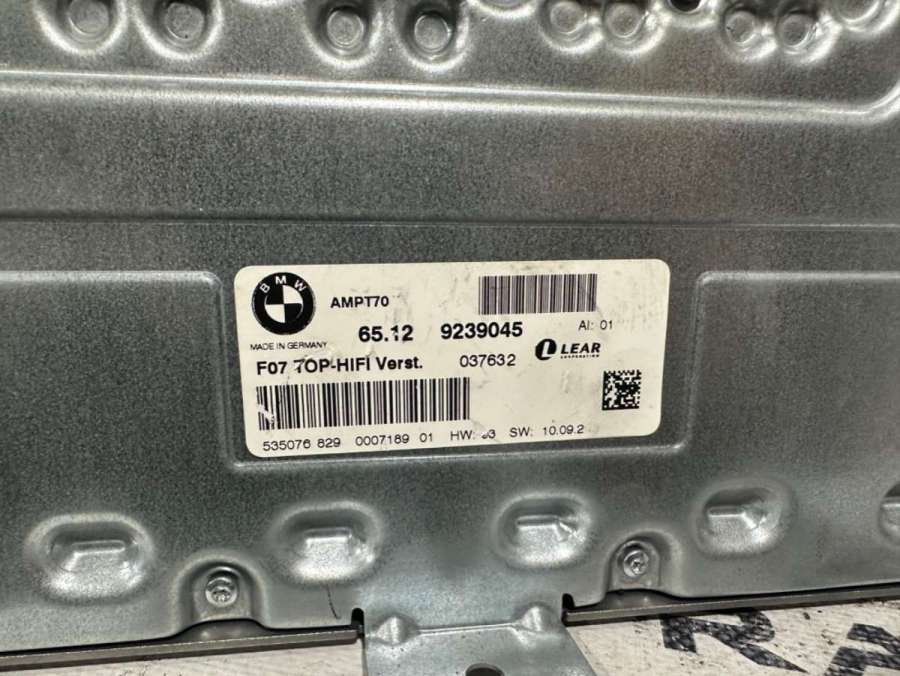 BMW
AMPT70
65.12 9239045
AI: 01
MADE IN GERMANY
F07 TOP-HIFI Verst. 037632
LEAR
CORPORATION
535076 829 0007189 01 HW: SW: 10.09.2